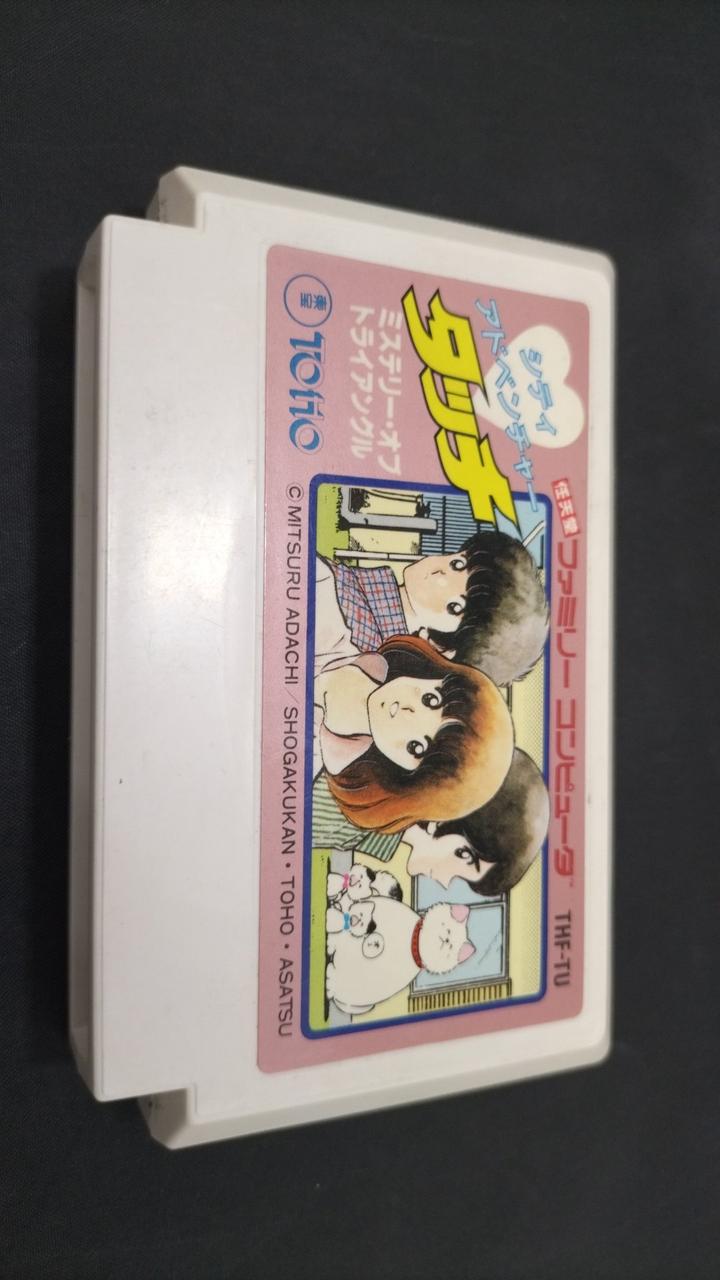 任天堂 ファミリー コンピュータ™ THF-TU
シティ
アドベンチャー
タッチ
ミステリー・オブ
トライアングル
東宝
TOHO
© MITSURU ADACHI / SHOGAKUKAN・TOHO・ASATSU